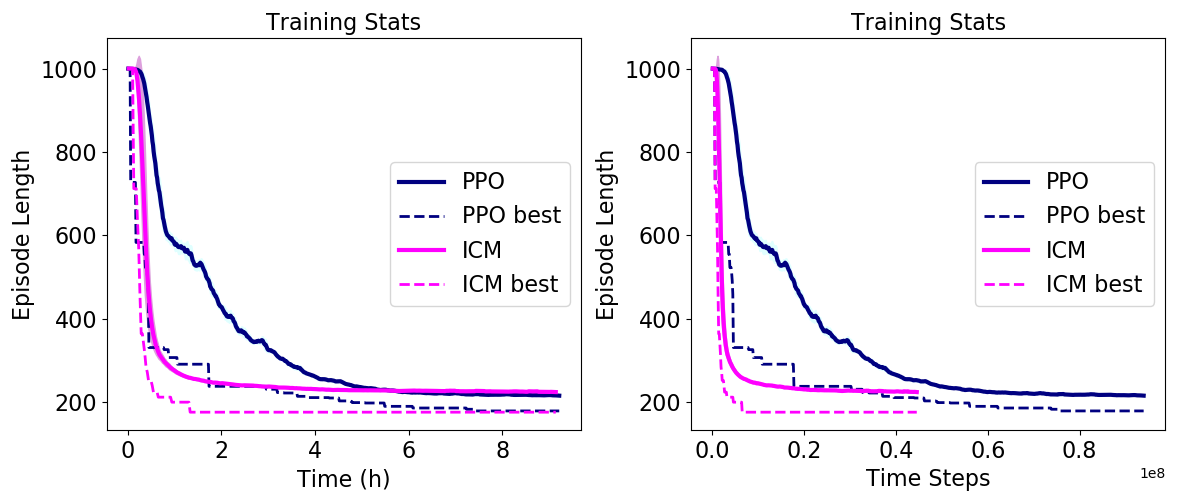 Training Stats
Episode Length
1000
800
600
400
200
PPO
PPO best
ICM
ICM best
0
2
4
6
8
Time (h)
Training Stats
Episode Length
1000
800
600
400
200
PPO
PPO best
ICM
ICM best
0.0
0.2
0.4
0.6
0.8
1e8
Time Steps